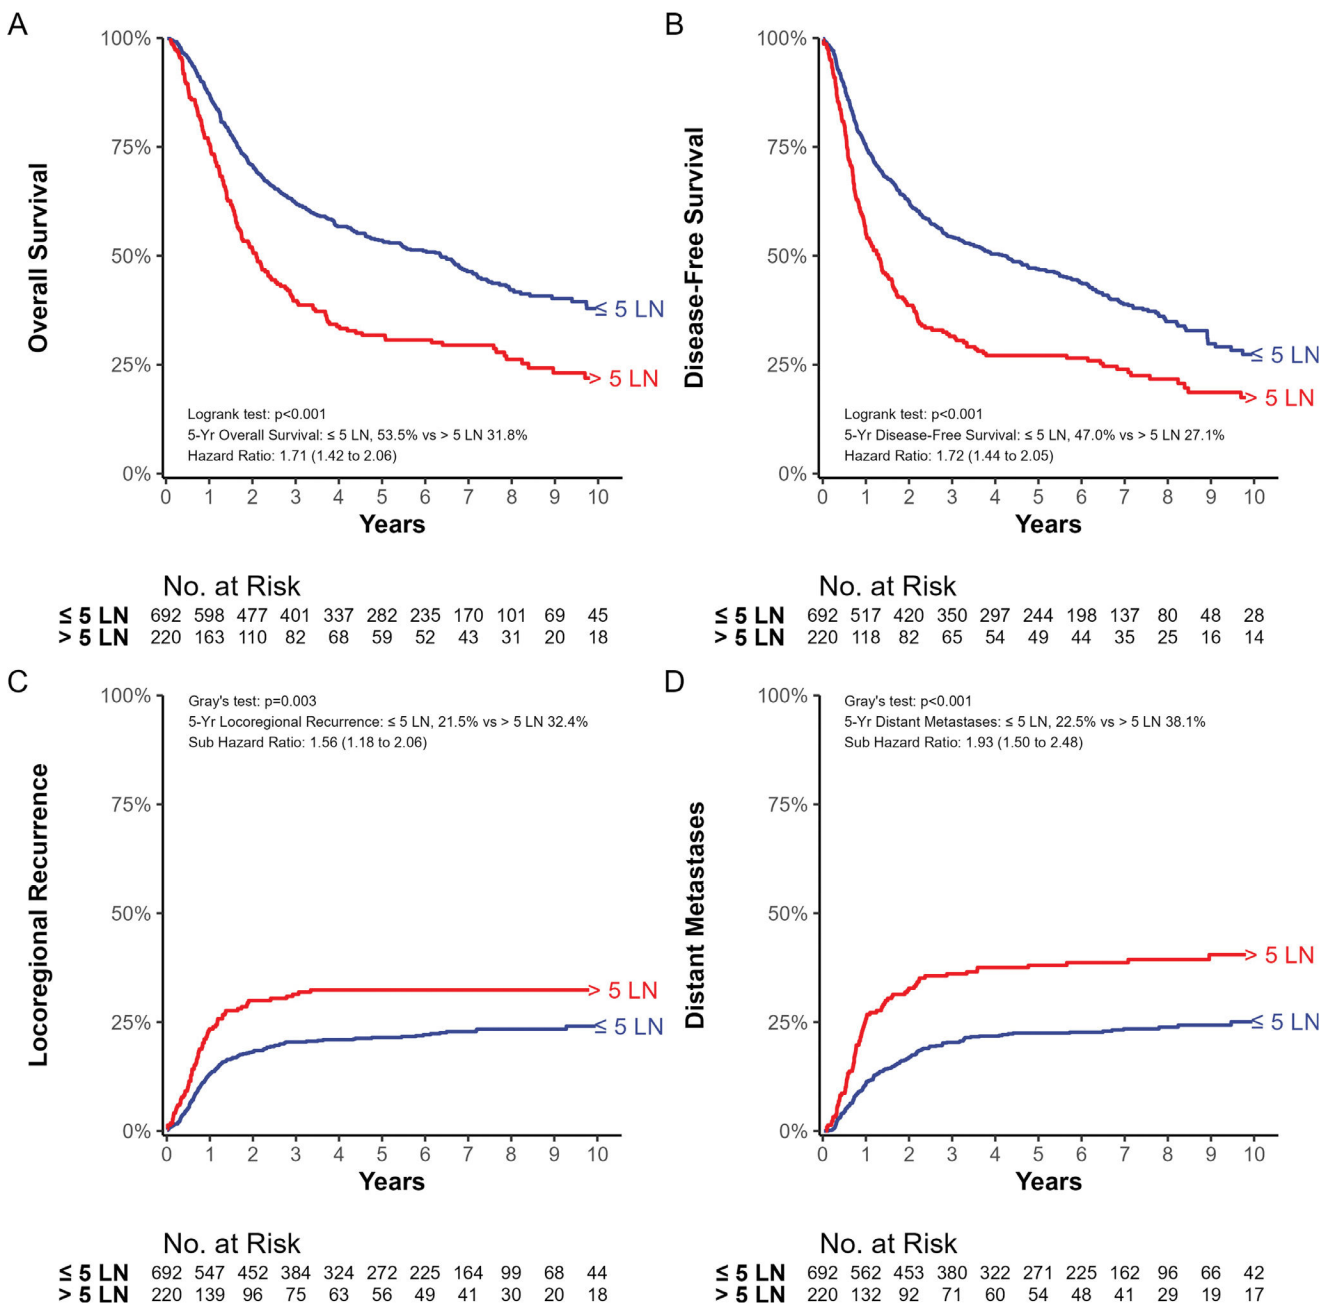 A
Overall Survival
100%
75%
50%
25%
0%
≤ 5 LN
> 5 LN
Logrank test: p<0.001
5-Yr Overall Survival: ≤ 5 LN, 53.5% vs > 5 LN 31.8%
Hazard Ratio: 1.71 (1.42 to 2.06)
0 1 2 3 4 5 6 7 8 9 10
Years
No. at Risk
≤ 5 LN 692 598 477 401 337 282 235 170 101 69 45
> 5 LN 220 163 110 82 68 59 52 43 31 20 18
B
Disease-Free Survival
100%
75%
50%
25%
0%
≤ 5 LN
> 5 LN
Logrank test: p<0.001
5-Yr Disease-Free Survival: ≤ 5 LN, 47.0% vs > 5 LN 27.1%
Hazard Ratio: 1.72 (1.44 to 2.05)
0 1 2 3 4 5 6 7 8 9 10
Years
No. at Risk
≤ 5 LN 692 517 420 350 297 244 198 137 80 48 28
> 5 LN 220 118 82 65 54 49 44 35 25 16 14
C
Locoregional Recurrence
100%
75%
50%
25%
0%
Gray's test: p=0.003
5-Yr Locoregional Recurrence: ≤ 5 LN, 21.5% vs > 5 LN 32.4%
Sub Hazard Ratio: 1.56 (1.18 to 2.06)
> 5 LN
≤ 5 LN
0 1 2 3 4 5 6 7 8 9 10
Years
No. at Risk
≤ 5 LN 692 547 452 384 324 272 225 164 99 68 44
> 5 LN 220 139 96 75 63 56 49 41 30 20 18
D
Distant Metastases
100%
75%
50%
25%
0%
Gray's test: p<0.001
5-Yr Distant Metastases: ≤ 5 LN, 22.5% vs > 5 LN 38.1%
Sub Hazard Ratio: 1.93 (1.50 to 2.48)
> 5 LN
≤ 5 LN
0 1 2 3 4 5 6 7 8 9 10
Years
No. at Risk
≤ 5 LN 692 562 453 380 322 271 225 162 96 66 42
> 5 LN 220 132 92 71 60 54 48 41 29 19 17